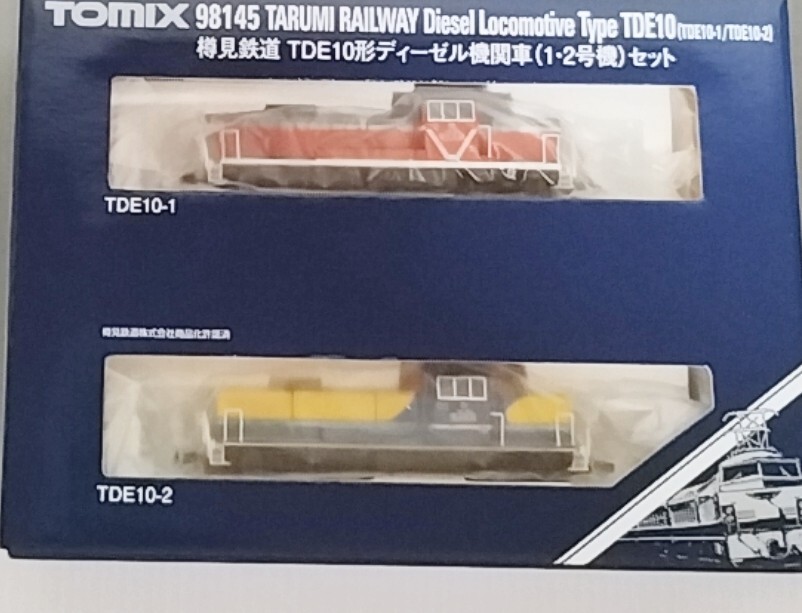 TOMIX 98145 TARUMI RAILWAY Diesel Locomotive Type TDE10(TDE10-1/TDE10-2)
樽見鉄道 TDE10形ディーゼル機関車(1・2号機)セット
TDE10-1
樽見鉄道株式会社商品化許諾済
TDE10-2